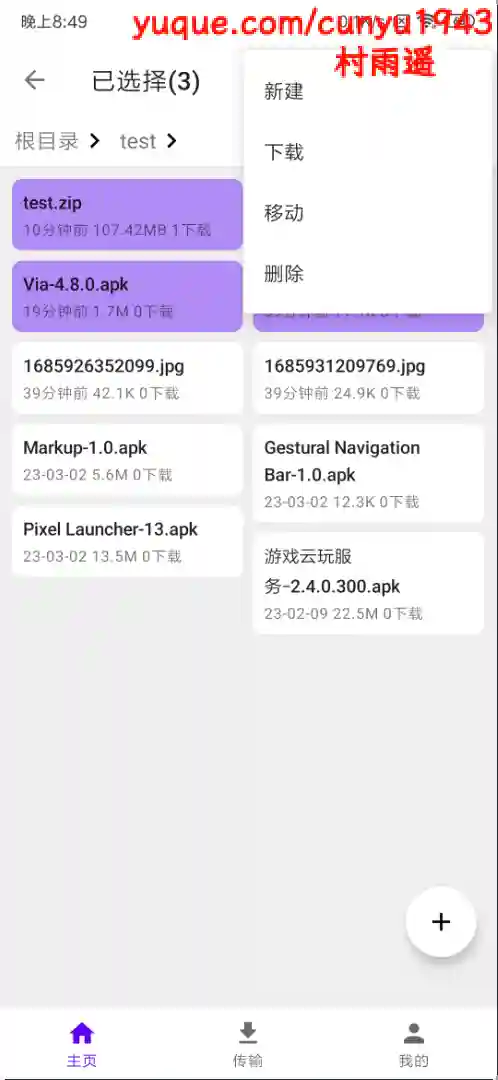 晚上8:49
yuque.com/cunyu1943
村雨遥
已选择(3)
新建
下载
移动
删除
根目录
test
test.zip
10分钟前 107.42MB 1下载
Via-4.8.0.apk
19分钟前 1.7M 0下载
1685926352099.jpg
39分钟前 42.1K 0下载
1685931209769.jpg
39分钟前 24.9K 0下载
Markup-1.0.apk
23-03-02 5.6M 0下载
Gestural Navigation
Bar-1.0.apk
23-03-02 12.3K 0下载
Pixel Launcher-13.apk
23-03-02 13.5M 0下载
游戏云玩服
务-2.4.0.300.apk
23-02-09 22.5M 0下载
主页
传输
我的